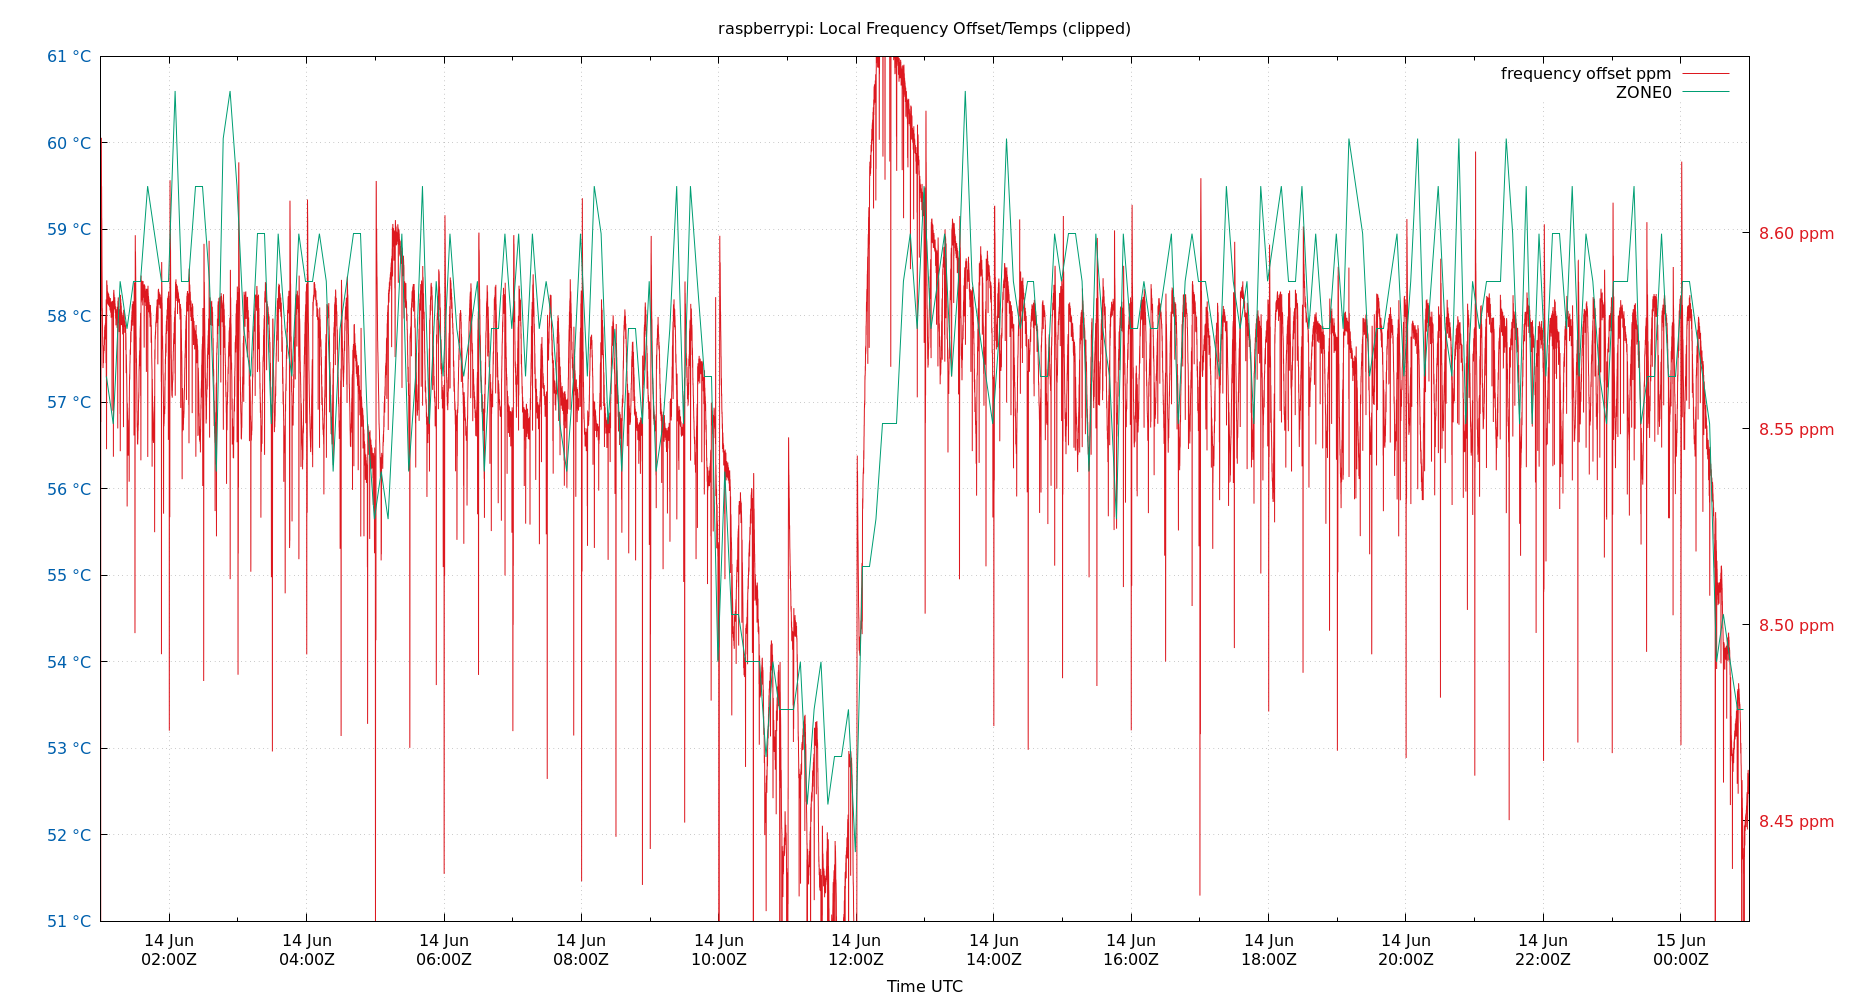 raspberrypi: Local Frequency Offset/Temps (clipped)
frequency offset ppm
ZONE0
61 °C
60 °C
59 °C
58 °C
57 °C
56 °C
55 °C
54 °C
53 °C
52 °C
51 °C
8.60 ppm
8.55 ppm
8.50 ppm
8.45 ppm
14 Jun 14 Jun 14 Jun 14 Jun 14 Jun 14 Jun 14 Jun 14 Jun 14 Jun 14 Jun 14 Jun 15 Jun
02:00Z 04:00Z 06:00Z 08:00Z 10:00Z 12:00Z 14:00Z 16:00Z 18:00Z 20:00Z 22:00Z 00:00Z
Time UTC